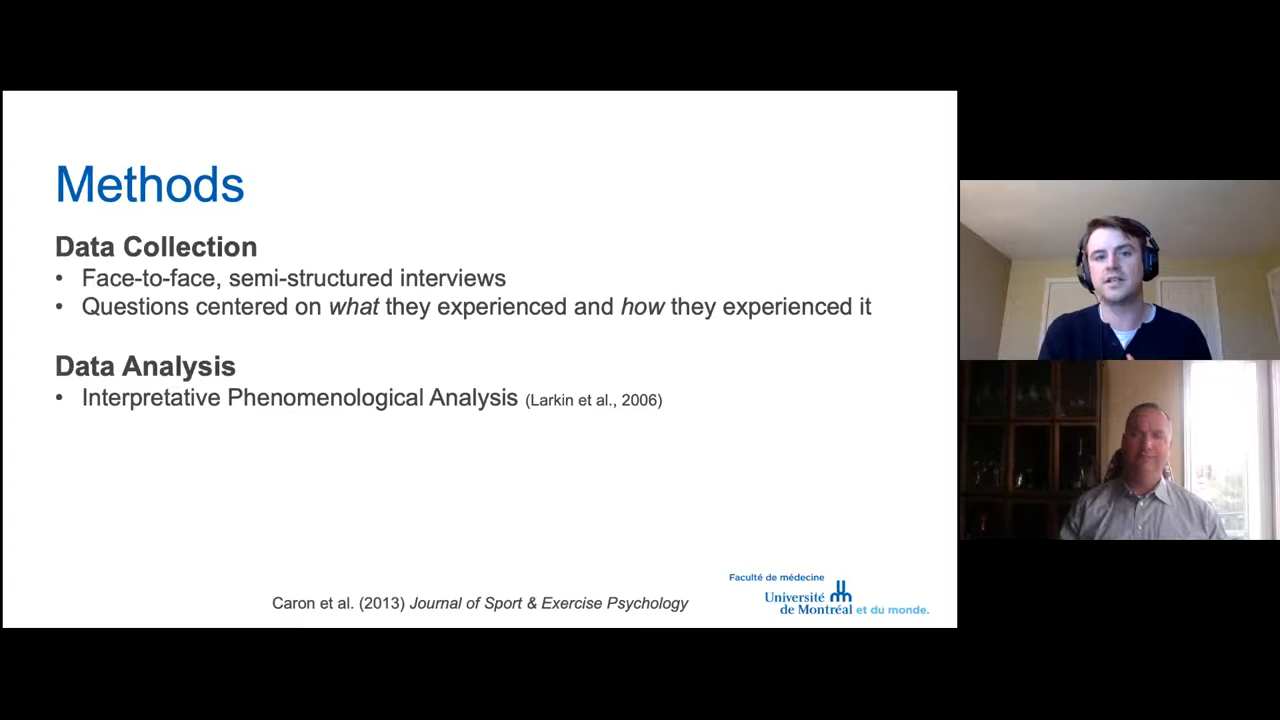 Methods
Data Collection
• Face-to-face, semi-structured interviews
• Questions centered on what they experienced and how they experienced it
Data Analysis
• Interpretative Phenomenological Analysis (Larkin et al., 2006)
Caron et al. (2013) Journal of Sport & Exercise Psychology
Faculté de médecine
Université
de Montréal et du monde.